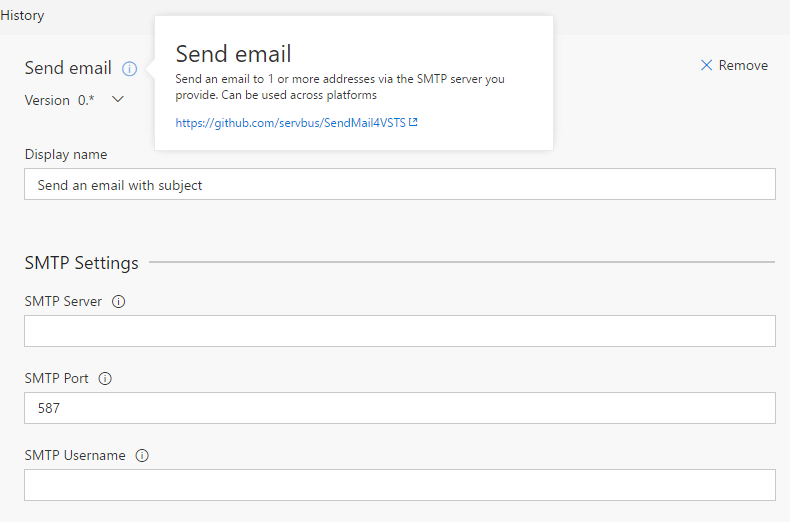 History
Send email
Send email
Send an email to 1 or more addresses via the SMTP server you
provide. Can be used across platforms
https://github.com/servbus/SendMail4VSTS
Remove
Version 0.*
Display name
Send an email with subject
SMTP Settings
SMTP Server
SMTP Port
587
SMTP Username